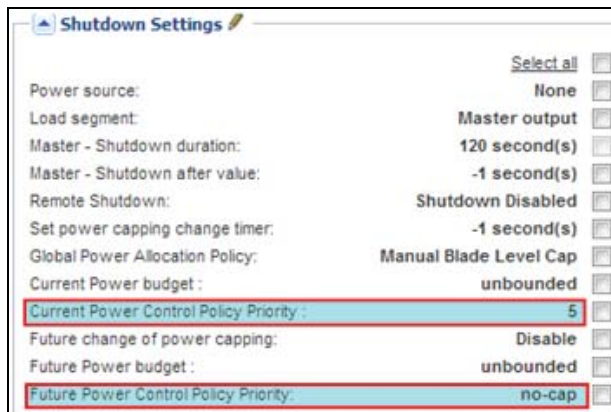 Shutdown Settings
Select all
Power source: None
Load segment: Master output
Master - Shutdown duration: 120 second(s)
Master - Shutdown after value: -1 second(s)
Remote Shutdown: Shutdown Disabled
Set power capping change timer: -1 second(s)
Global Power Allocation Policy: Manual Blade Level Cap
Current Power budget : unbounded
Current Power Control Policy Priority : 5
Future change of power capping: Disable
Future Power budget : unbounded
Future Power Control Policy Priority: no-cap